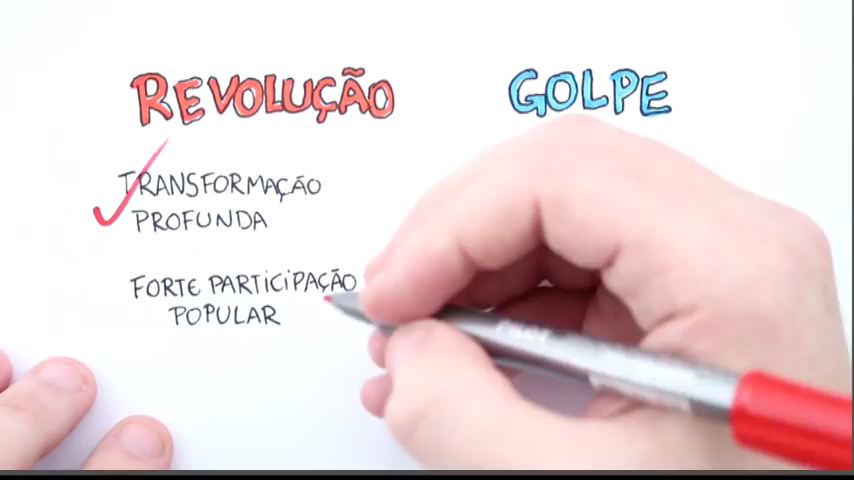 REVOLUÇÃO
GOLPE
TRANSFORMAÇÃO
PROFUNDA
FORTE PARTICIPAÇÃO
POPULAR